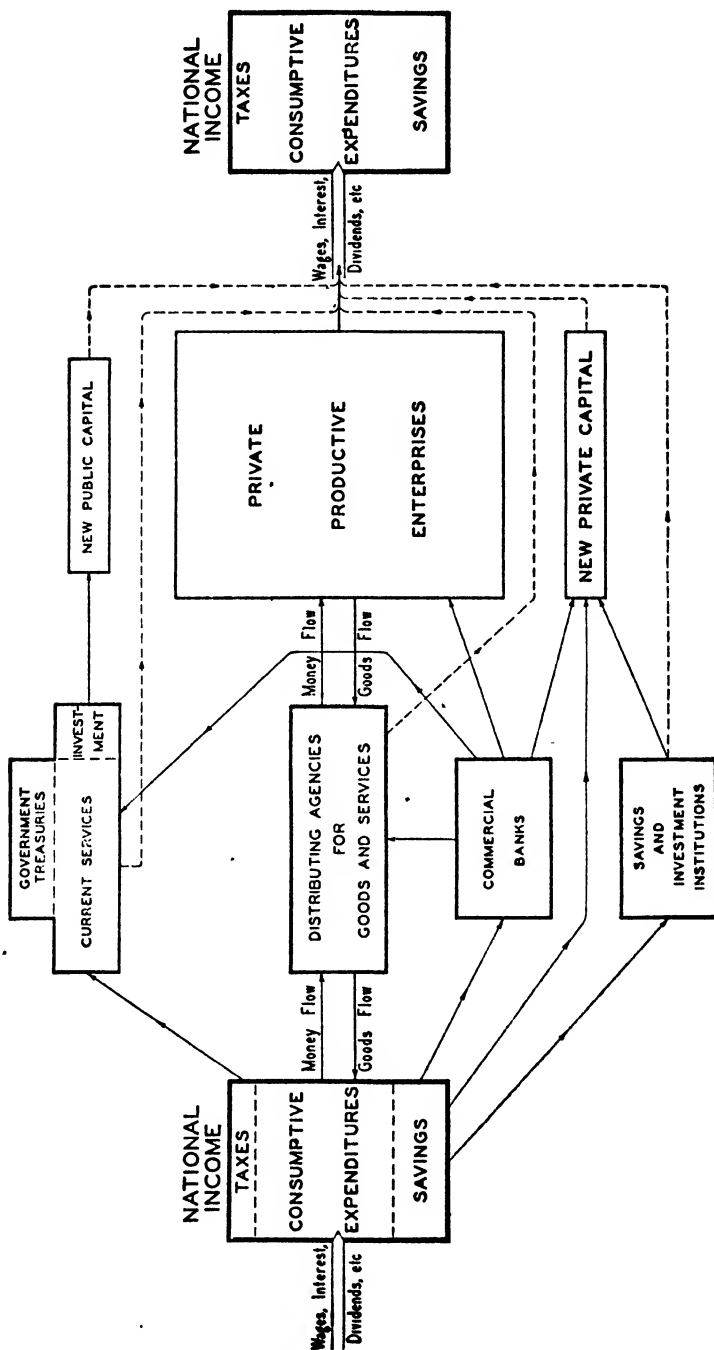 NATIONAL
INCOME
TAXES
CONSUMPTIVE
EXPENDITURES
SAVINGS
Wages, Interest,
Dividends, etc
GOVERNMENT
TREASURIES
CURRENT SERVICES
INVEST-
MENT
NEW PUBLIC CAPITAL
Money Flow
Goods Flow
DISTRIBUTING AGENCIES
FOR
GOODS AND SERVICES
Money Flow
Goods Flow
PRIVATE
PRODUCTIVE
ENTERPRISES
COMMERCIAL
BANKS
NEW PRIVATE CAPITAL
SAVINGS
AND
INVESTMENT
INSTITUTIONS
Wages, Interest,
Dividends, etc
NATIONAL
INCOME
TAXES
CONSUMPTIVE
EXPENDITURES
SAVINGS